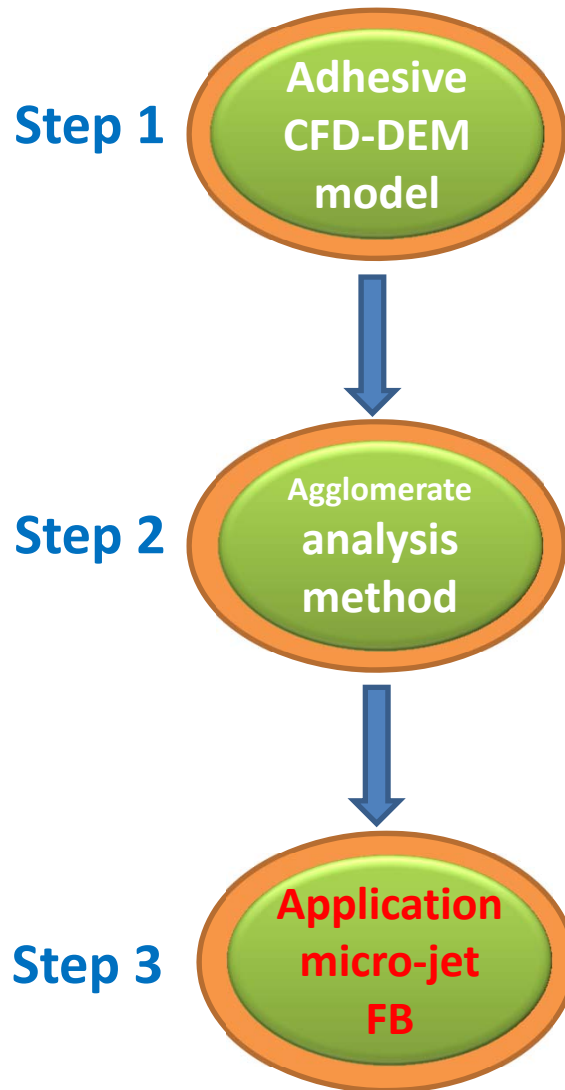 Step 1
Adhesive
CFD-DEM
model
Step 2
Agglomerate
analysis
method
Step 3
Application
micro-jet
FB